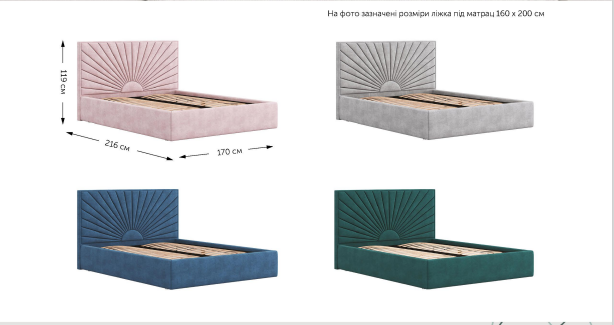 На фото зазначені розміри ліжка під матрац 160 х 200 см
119 см
216 см
170 см